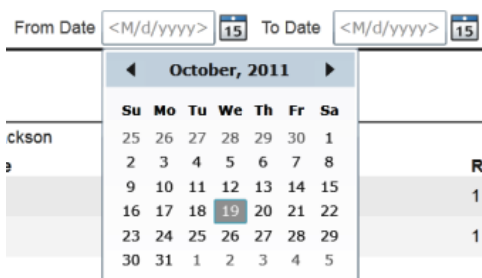 From Date <M/d/yyyy> 15 To Date <M/d/yyyy> 15
October, 2011
Su Mo Tu We Th Fr Sa
ckson 25 26 27 28 29 30 1
e 2 3 4 5 6 7 8 R
9 10 11 12 13 14 15 1
16 17 18 19 20 21 22
23 24 25 26 27 28 29 1
30 31 1 2 3 4 5